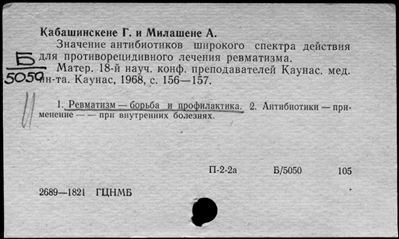 Кабашинскене Г. и Милашене А.
Значение антибиотиков широкого спектра действия
для противорецидивного лечения ревматизма.
Б
5050
Матер. 18-й науч. конф. преподавателей Каунас. мед.
ин-та. Каунас, 1968, с. 156—157.
1. Ревматизм — борьба и профилактика. 2. Антибиотики — при-
менение — — при внутренних болезнях.
П-2-2а Б/5050 105
2689—1821 ГЦНМБ